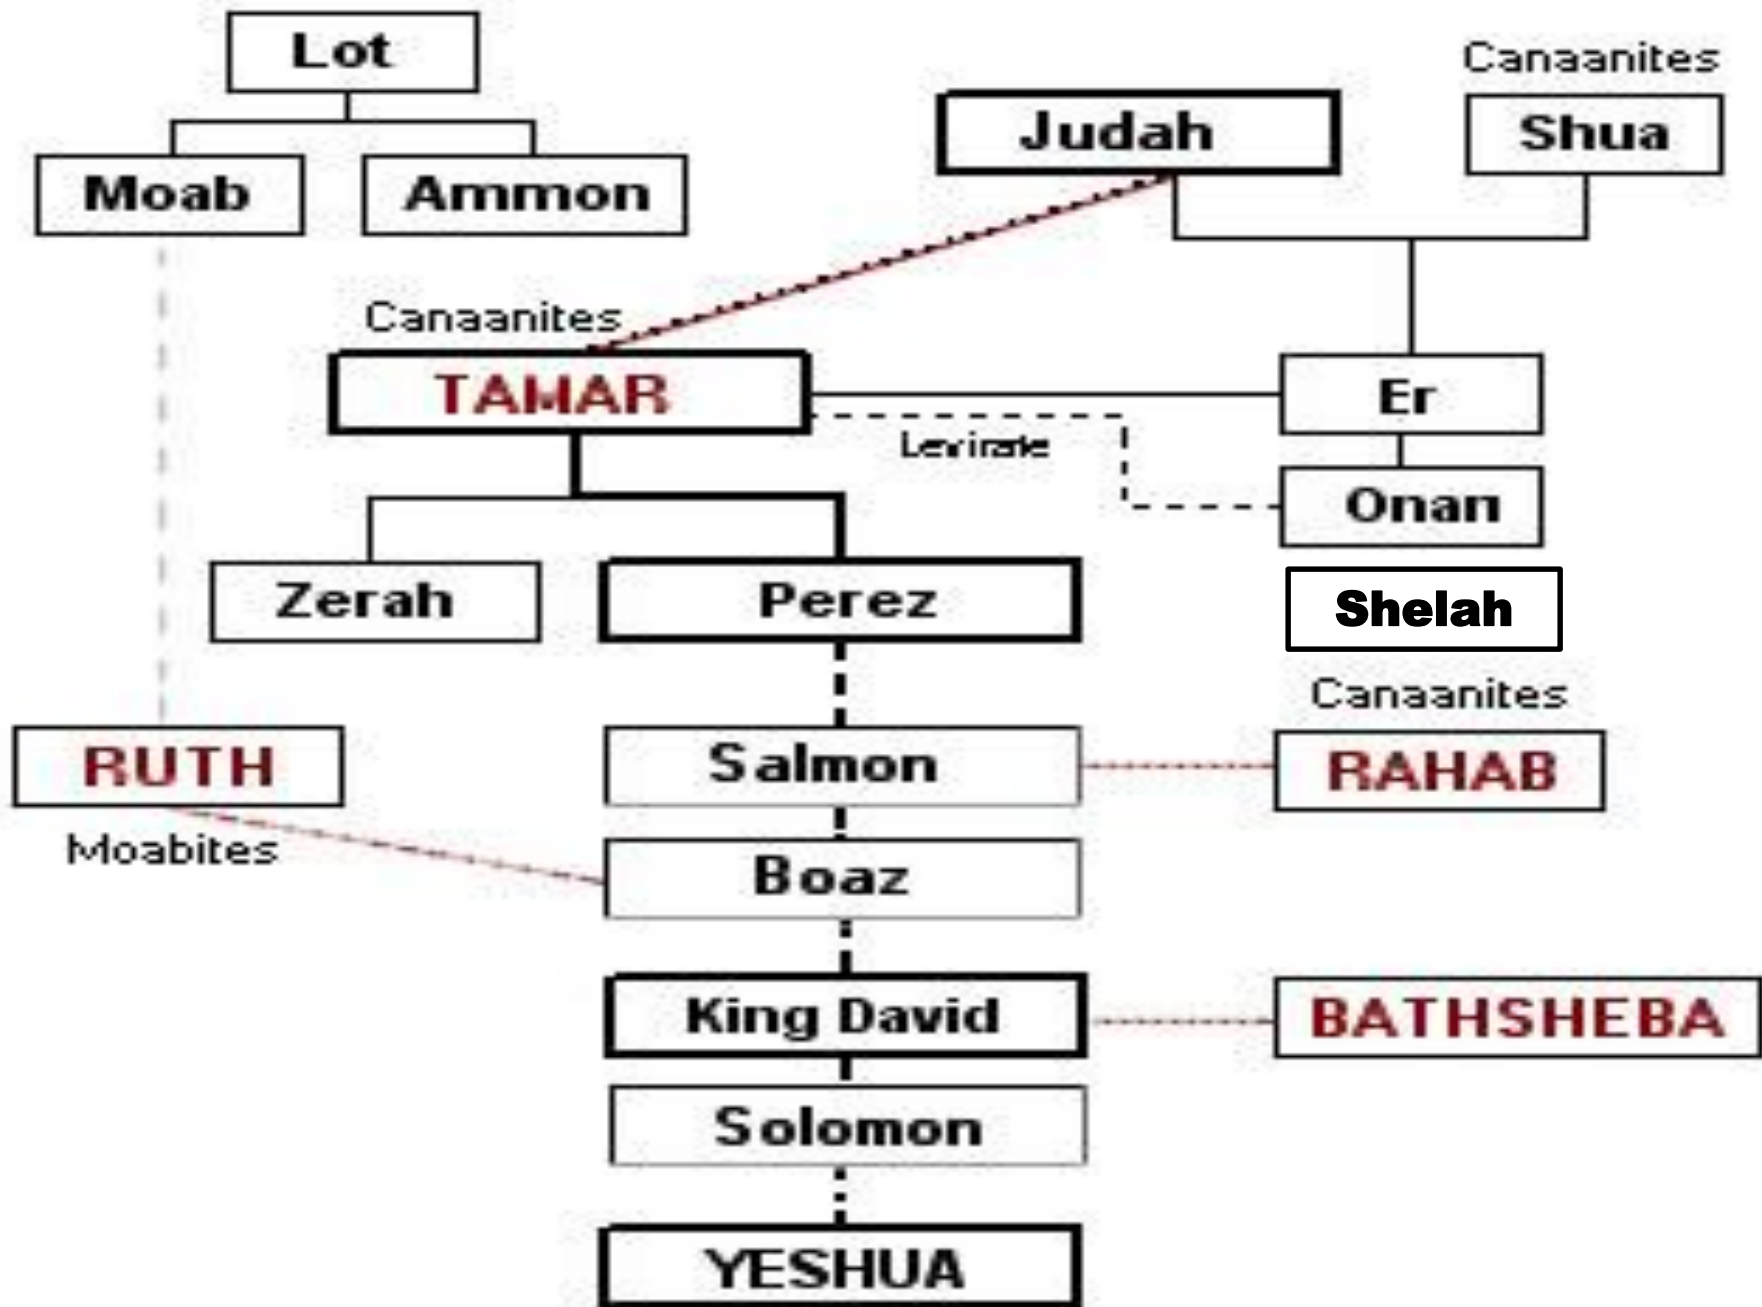 Lot
Canaanites
Judah
Shua
Moab
Ammon
Canaanites
TAMAR
Er
Levirate
Onan
Zerah
Perez
Shelah
Canaanites
RUTH
Salmon
RAHAB
Moabites
Boaz
King David
BATHSHEBA
Solomon
YESHUA